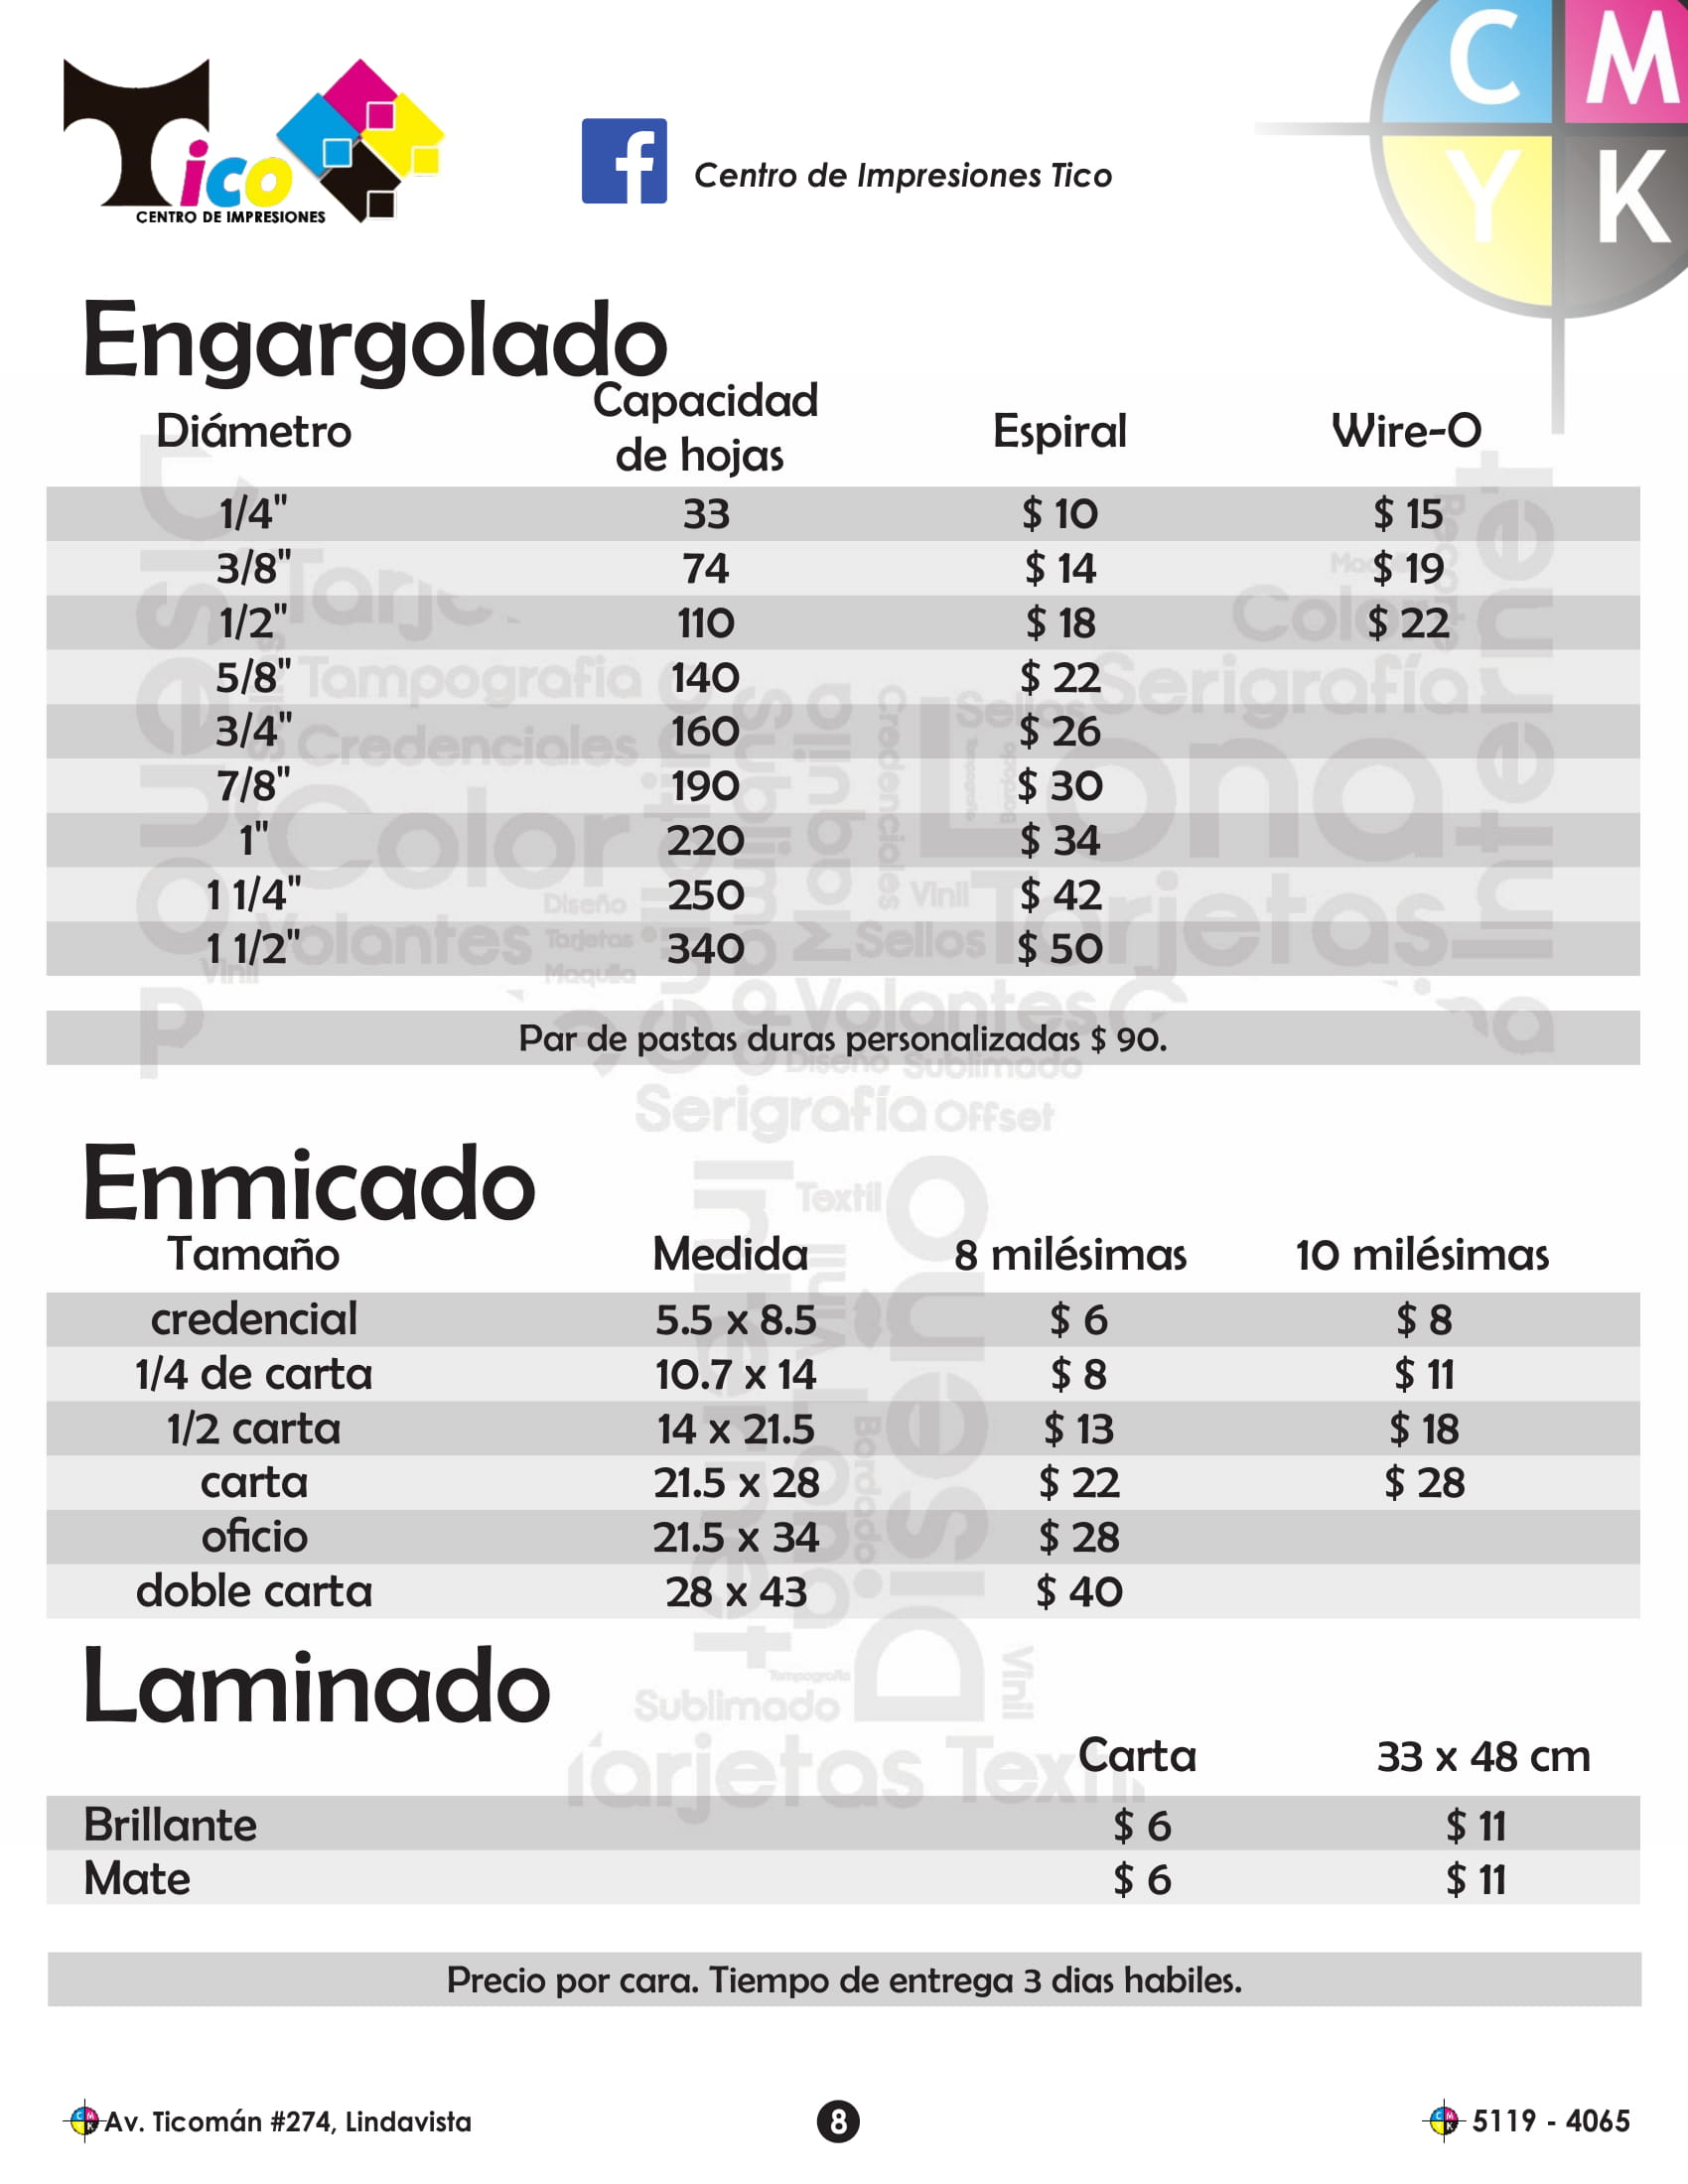 Tico
CENTRO DE IMPRESIONES
f Centro de Impresiones Tico
C M
Y K
Engargolado
Diámetro Capacidad de hojas Espiral Wire-O
1/4" 33 $ 10 $ 15
3/8" 74 $ 14 $ 19
1/2" 110 $ 18 $ 22
5/8" 140 $ 22
3/4" 160 $ 26
7/8" 190 $ 30
1" 220 $ 34
1 1/4" 250 $ 42
1 1/2" 340 $ 50
Par de pastas duras personalizadas $ 90.
Enmicado
Tamaño Medida 8 milésimas 10 milésimas
credencial 5.5 x 8.5 $ 6 $ 8
1/4 de carta 10.7 x 14 $ 8 $ 11
1/2 carta 14 x 21.5 $ 13 $ 18
carta 21.5 x 28 $ 22 $ 28
oficio 21.5 x 34 $ 28
doble carta 28 x 43 $ 40
Laminado
Carta 33 x 48 cm
Brillante $ 6 $ 11
Mate $ 6 $ 11
Precio por cara. Tiempo de entrega 3 dias habiles.
Av. Ticomán #274, Lindavista 8 5119 - 4065